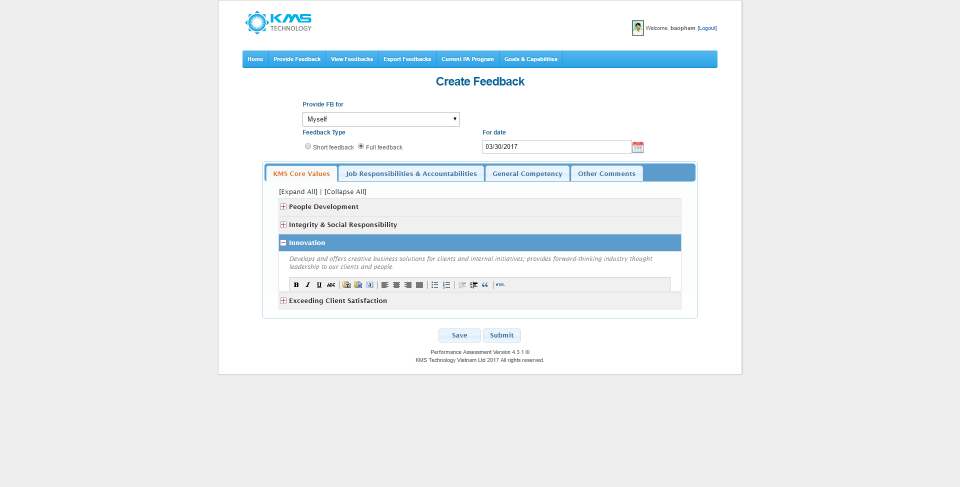 KMS
TECHNOLOGY
Welcome, baopham [Logout]
Home Provide Feedback View Feedbacks Export Feedbacks Current PA Program Goals & Capabilities
Create Feedback
Provide FB for
Myself
Feedback Type For date
Short feedback Full feedback 03/30/2017
KMS Core Values Job Responsibilities & Accountabilities General Competency Other Comments
[Expand All] | [Collapse All]
People Development
Integrity & Social Responsibility
Innovation
Develops and offers creative business solutions for clients and internal initiatives; provides forward-thinking industry thought
leadership to our clients and people.
B I U ABC HTML
Exceeding Client Satisfaction
Save Submit
Performance Assessment Version 4.3.1 ®
KMS Technology Vietnam Ltd 2017 All rights reserved.